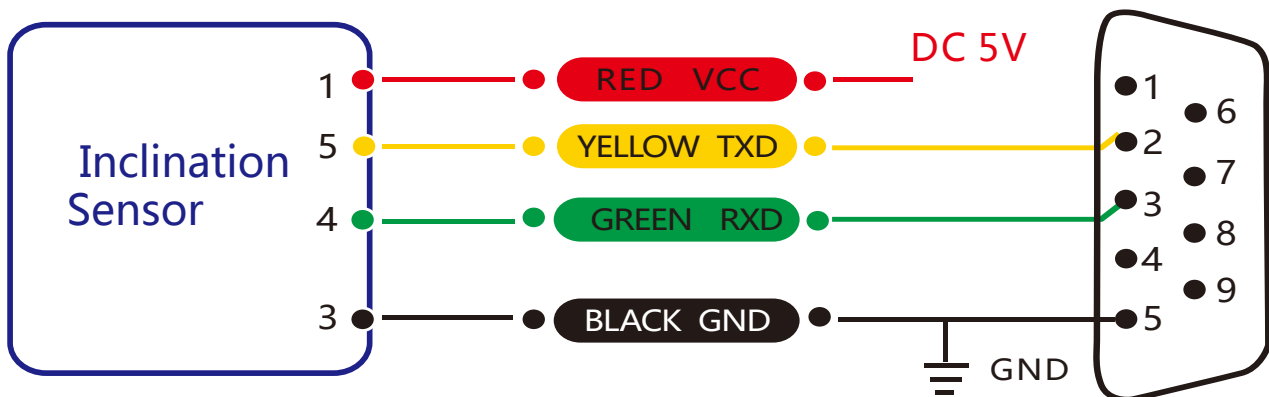 DC 5V
1 RED VCC 1
6
5 YELLOW TXD 2
Inclination
7
Sensor
3
4 GREEN RXD 8
4
9
3 BLACK GND 5
GND